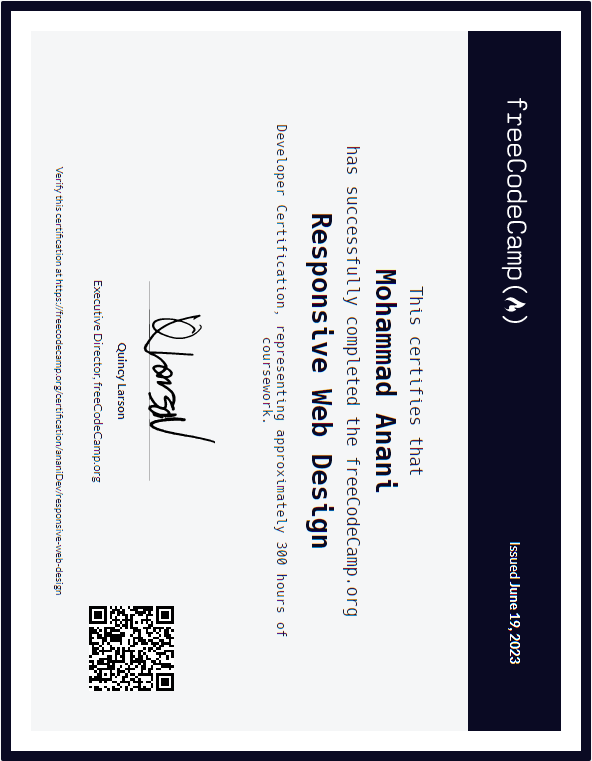 freeCodeCamp(🔥)
Issued June 19, 2023
This certifies that
Mohammad Anani
has successfully completed the freeCodeCamp.org
Responsive Web Design
Developer Certification, representing approximately 300 hours of
coursework.
Quincy Larson
Executive Director, freeCodeCamp.org
Verify this certification at https://freecodecamp.org/certification/ananiDev/responsive-web-design